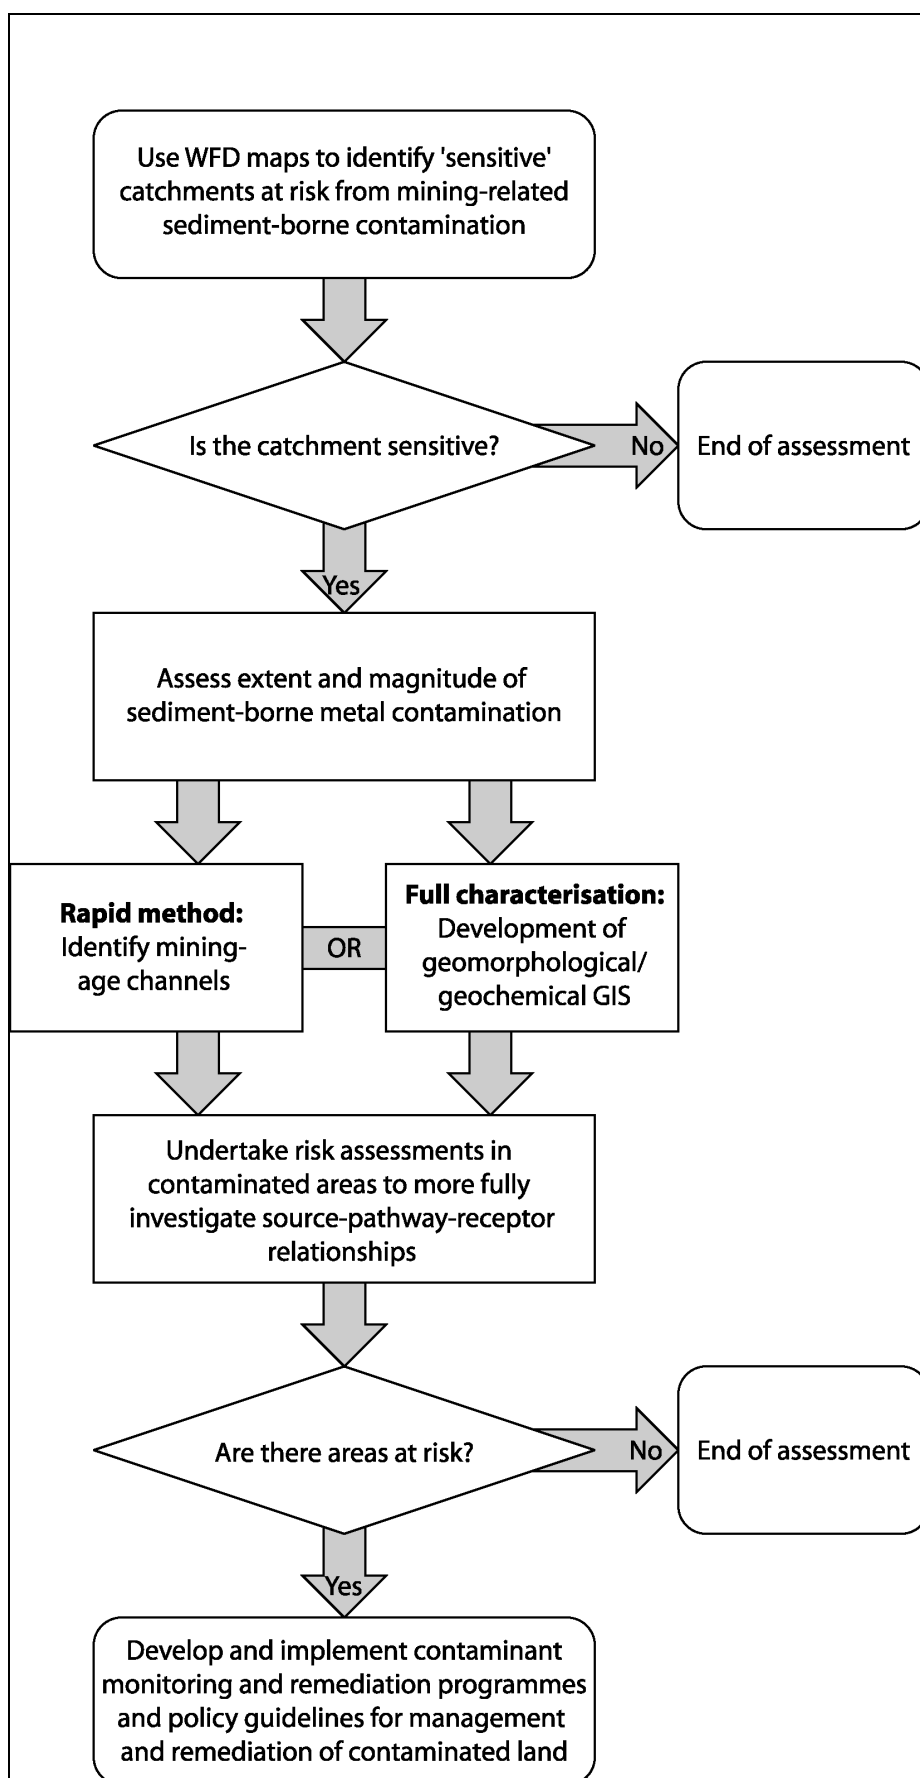 Use WFD maps to identify 'sensitive'
catchments at risk from mining-related
sediment-borne contamination
Is the catchment sensitive?
No
End of assessment
Yes
Assess extent and magnitude of
sediment-borne metal contamination
Rapid method:
Identify mining-
age channels
OR
Full characterisation:
Development of
geomorphological/
geochemical GIS
Undertake risk assessments in
contaminated areas to more fully
investigate source-pathway-receptor
relationships
Are there areas at risk?
No
End of assessment
Yes
Develop and implement contaminant
monitoring and remediation programmes
and policy guidelines for management
and remediation of contaminated land